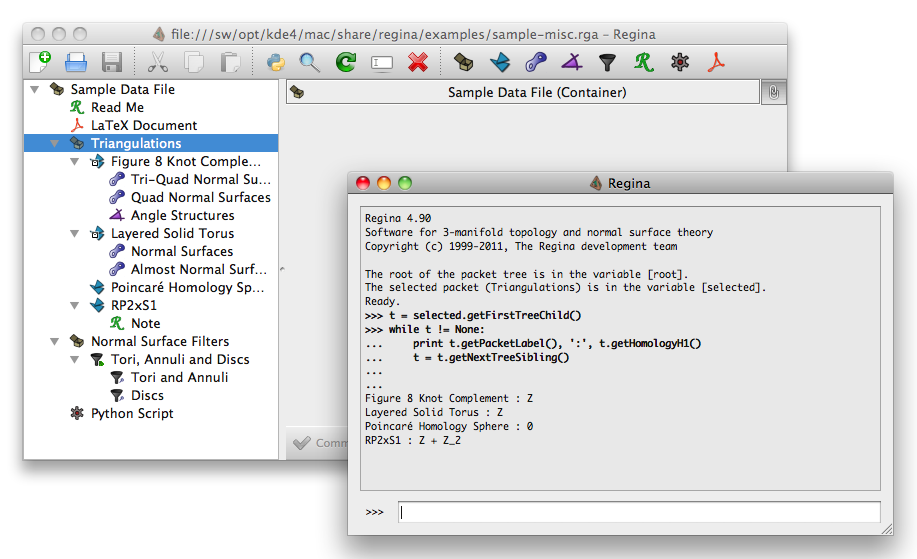 file:///sw/opt/kde4/mac/share/regina/examples/sample-misc.rga – Regina
Sample Data File
Read Me
LaTeX Document
Triangulations
Figure 8 Knot Comple...
Tri-Quad Normal Su...
Quad Normal Surfaces
Angle Structures
Layered Solid Torus
Normal Surfaces
Almost Normal Surf...
Poincaré Homology Sp...
RP2xS1
Note
Normal Surface Filters
Tori, Annuli and Discs
Tori and Annuli
Discs
Python Script
Sample Data File (Container)
Comm
Regina
Regina 4.90
Software for 3-manifold topology and normal surface theory
Copyright (c) 1999-2011, The Regina development team
The root of the packet tree is in the variable [root].
The selected packet (Triangulations) is in the variable [selected].
Ready.
>>> t = selected.getFirstTreeChild()
>>> while t != None:
...     print t.getPacketLabel(), ':', t.getHomologyH1()
...     t = t.getNextTreeSibling()
...
...
Figure 8 Knot Complement : Z
Layered Solid Torus : Z
Poincaré Homology Sphere : 0
RP2xS1 : Z + Z_2
>>>